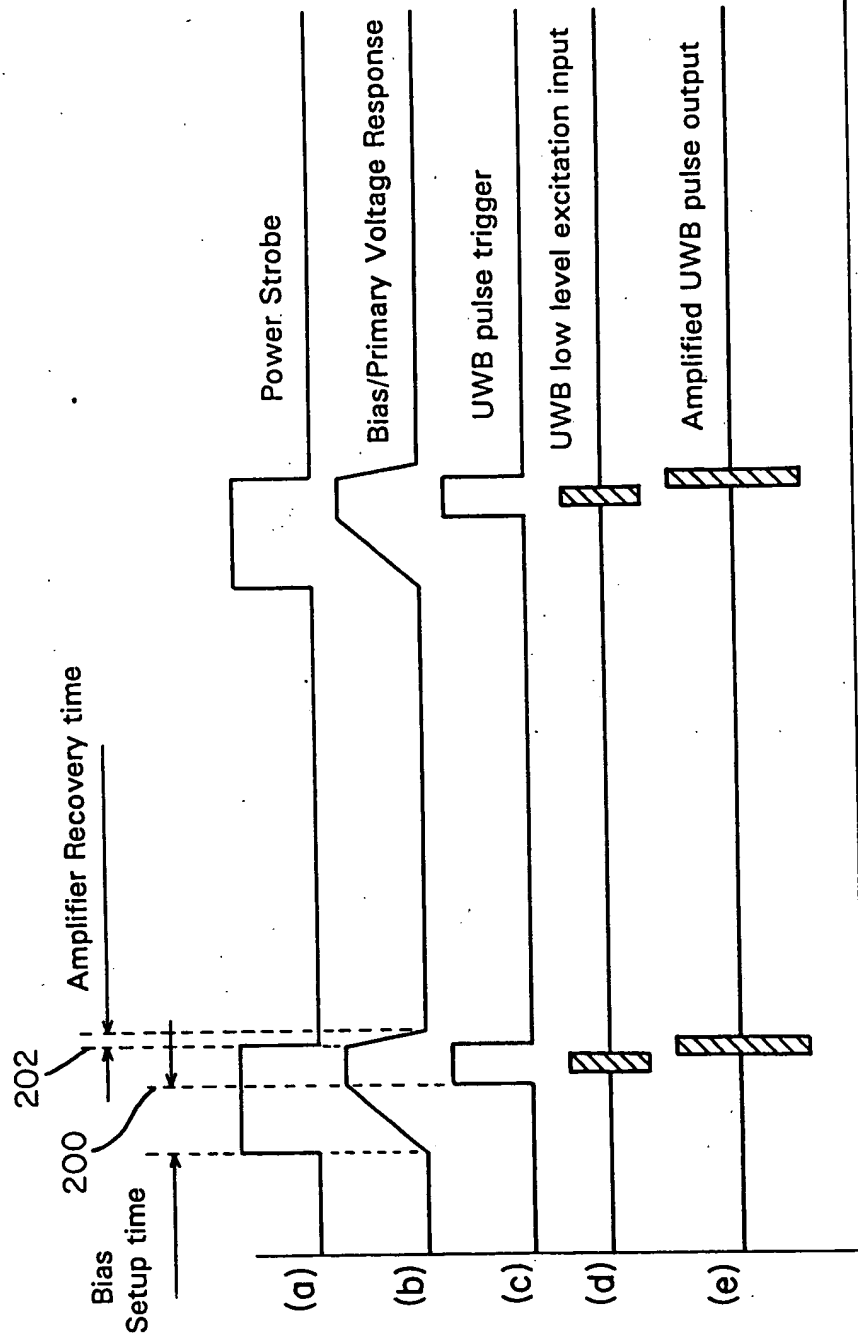 202
Amplifier Recovery time
200
Bias
Setup time
(a)
Power Strobe
(b)
Bias/Primary Voltage Response
(c)
UWB pulse trigger
(d)
UWB low level excitation input
(e)
Amplified UWB pulse output